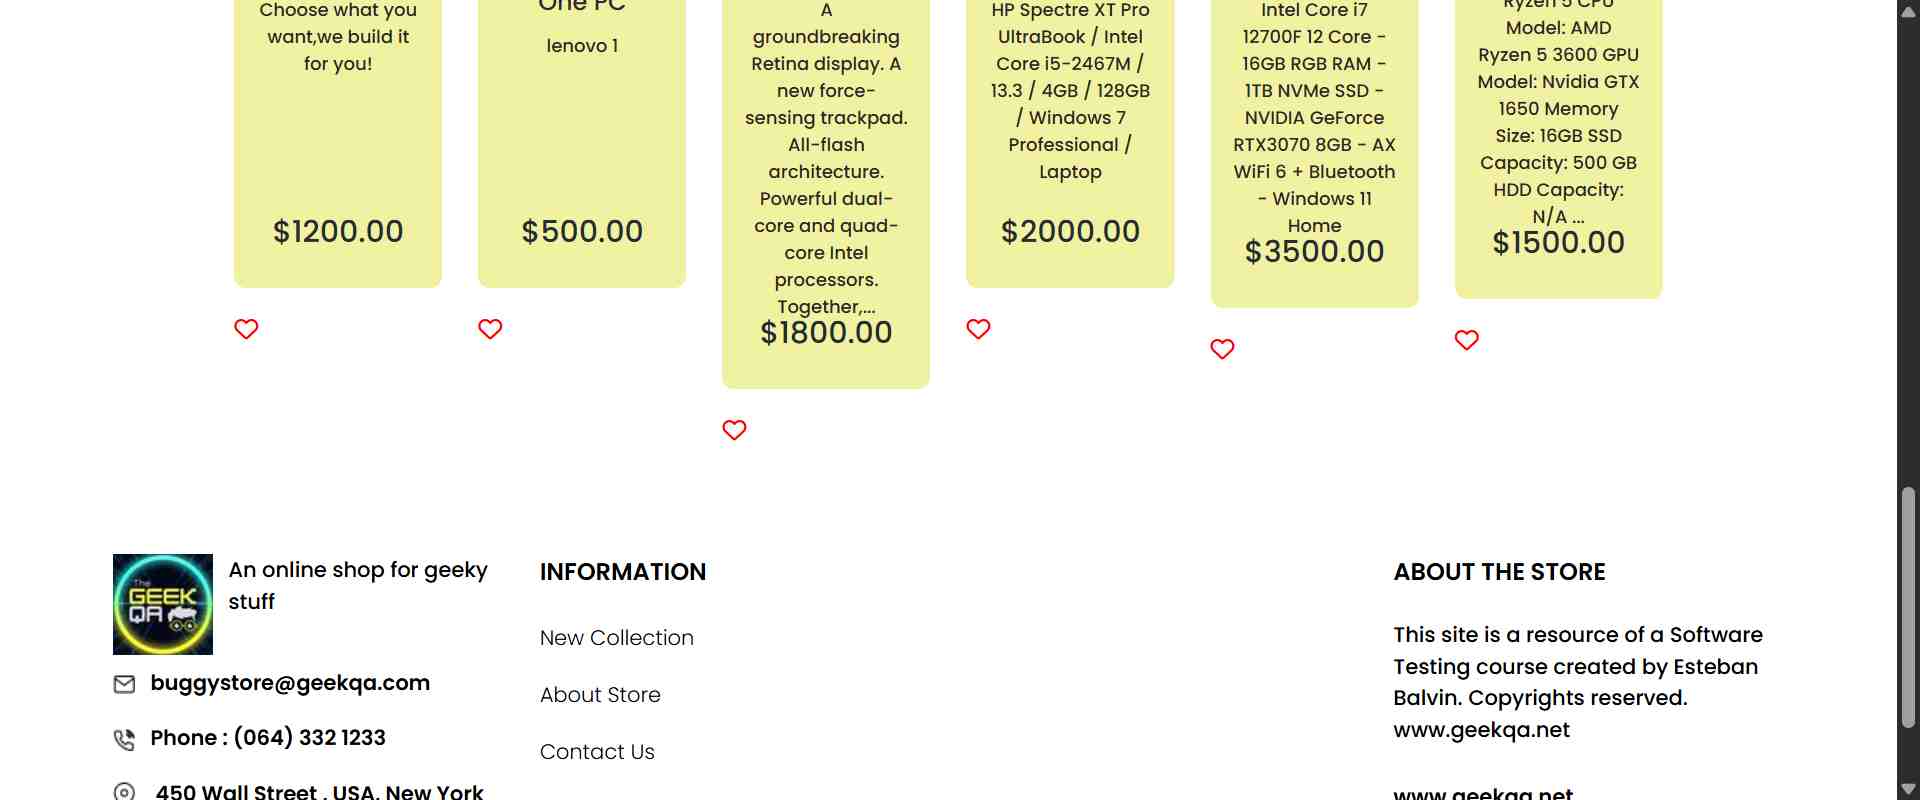 Choose what you
want,we build it
for you!
$1200.00
One PC
lenovo 1
$500.00
A
groundbreaking
Retina display. A
new force-
sensing trackpad.
All-flash
architecture.
Powerful dual-
core and quad-
core Intel
processors.
Together,...
$1800.00
HP Spectre XT Pro
UltraBook / Intel
Core i5-2467M /
13.3 / 4GB / 128GB
/ Windows 7
Professional /
Laptop
$2000.00
Intel Core i7
12700F 12 Core -
16GB RGB RAM -
1TB NVMe SSD -
NVIDIA GeForce
RTX3070 8GB - AX
WiFi 6 + Bluetooth
- Windows 11
Home
$3500.00
Ryzen 5 CPU
Model: AMD
Ryzen 5 3600 GPU
Model: Nvidia GTX
1650 Memory
Size: 16GB SSD
Capacity: 500 GB
HDD Capacity:
N/A ...
$1500.00
The
GEEK
QA
An online shop for geeky
stuff
buggystore@geekqa.com
Phone : (064) 332 1233
450 Wall Street , USA, New York
INFORMATION
New Collection
About Store
Contact Us
ABOUT THE STORE
This site is a resource of a Software
Testing course created by Esteban
Balvin. Copyrights reserved.
www.geekqa.net
www.geekqa.net